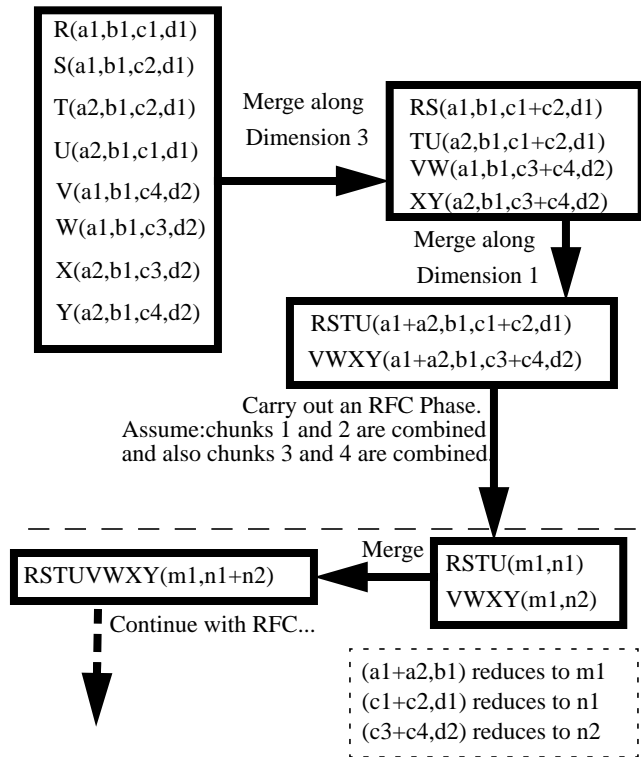 R(a1,b1,c1,d1)
S(a1,b1,c2,d1)
T(a2,b1,c2,d1)
U(a2,b1,c1,d1)
V(a1,b1,c4,d2)
W(a1,b1,c3,d2)
X(a2,b1,c3,d2)
Y(a2,b1,c4,d2)
Merge along
Dimension 3
RS(a1,b1,c1+c2,d1)
TU(a2,b1,c1+c2,d1)
VW(a1,b1,c3+c4,d2)
XY(a2,b1,c3+c4,d2)
Merge along
Dimension 1
RSTU(a1+a2,b1,c1+c2,d1)
VWXY(a1+a2,b1,c3+c4,d2)
Carry out an RFC Phase.
Assume:chunks 1 and 2 are combined
and also chunks 3 and 4 are combined.
RSTU(m1,n1)
VWXY(m1,n2)
Merge
RSTUVWXY(m1,n1+n2)
Continue with RFC...
(a1+a2,b1) reduces to m1
(c1+c2,d1) reduces to n1
(c3+c4,d2) reduces to n2